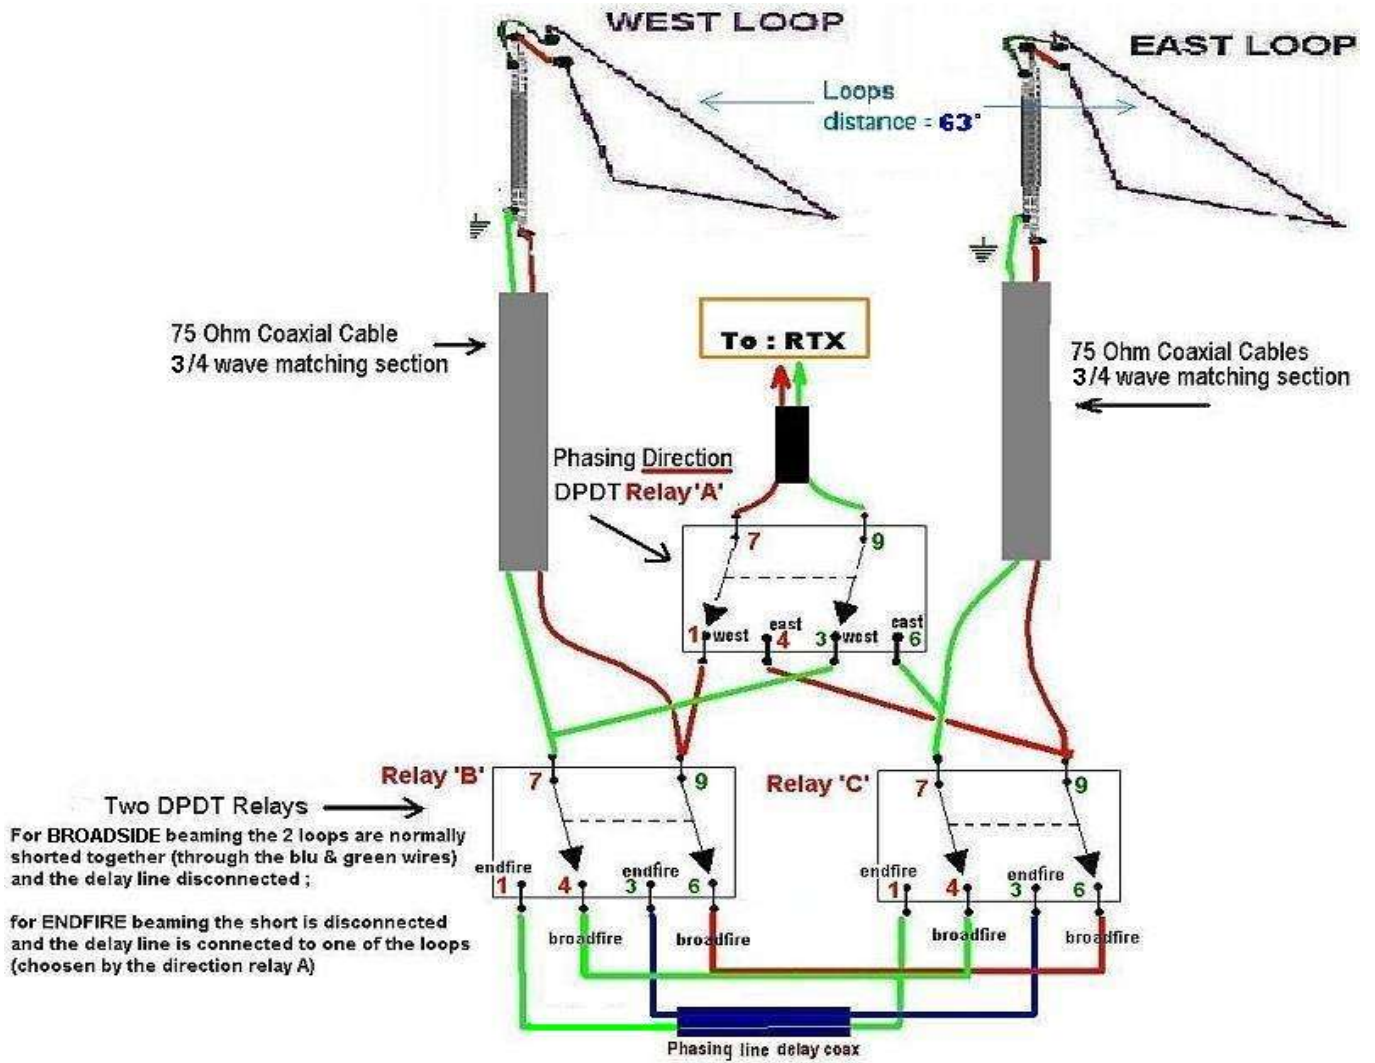 WEST LOOP
EAST LOOP
Loops
distance = 63°
75 Ohm Coaxial Cable
3/4 wave matching section
To : RTX
75 Ohm Coaxial Cables
3/4 wave matching section
Phasing Direction
DPDT Relay 'A'
7 9
1 west east 4 3 west east 6
Relay 'B' 7 9
Relay 'C' 7 9
Two DPDT Relays
For BROADSIDE beaming the 2 loops are normally
shorted together (through the blu & green wires)
and the delay line disconnected ;
for ENDFIRE beaming the short is disconnected
and the delay line is connected to one of the loops
(choosen by the direction relay A)
endfire endfire
1 4 3 6
broadfire broadfire
endfire endfire
1 4 3 6
broadfire broadfire
Phasing line delay coax